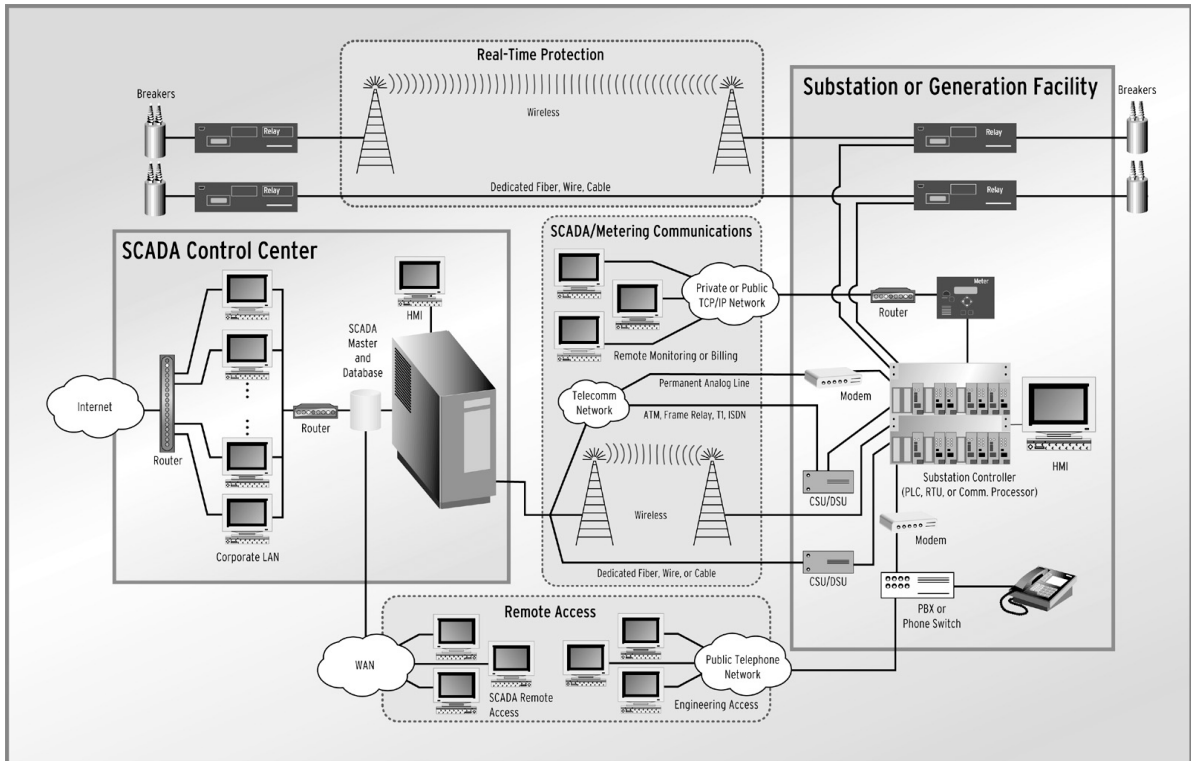 Real-Time Protection
Breakers
Relay
Wireless
Substation or Generation Facility
Relay
Breakers
Relay
Dedicated Fiber, Wire, Cable
Relay
SCADA Control Center
HMI
SCADA
Master
and
Database
Internet
Router
Router
Corporate LAN
SCADA/Metering Communications
Private or Public
TCP/IP Network
Remote Monitoring or Billing
Router
Meter
Telecomm
Network
Permanent Analog Line
Modem
ATM, Frame Relay, T1, ISDN
Wireless
CSU/DSU
Substation Controller
(PLC, RTU, or Comm. Processor)
HMI
Dedicated Fiber, Wire, or Cable
CSU/DSU
Modem
PBX or
Phone Switch
Remote Access
WAN
SCADA Remote
Access
Engineering Access
Public Telephone
Network